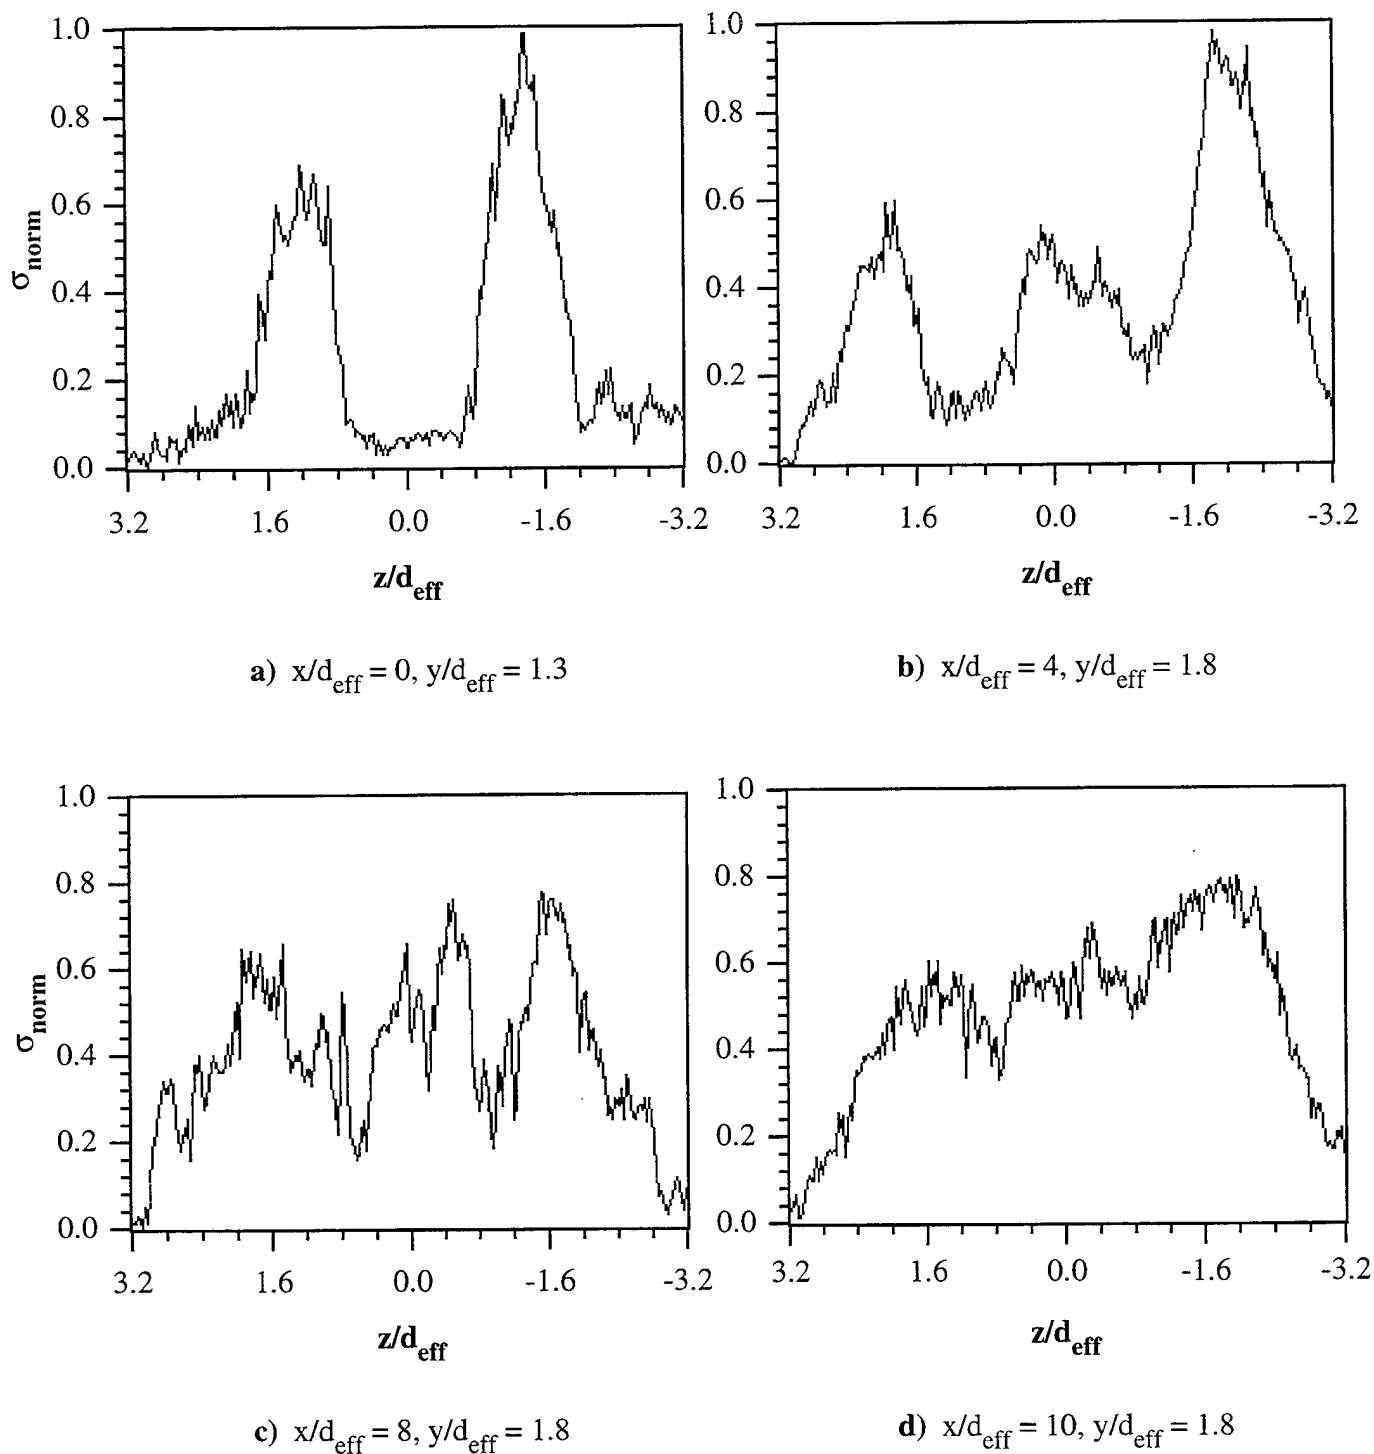 1.0
0.8
0.6
0.4
0.2
0.0
σnorm
3.2 1.6 0.0 -1.6 -3.2
z/deff
a) x/deff = 0, y/deff = 1.3
1.0
0.8
0.6
0.4
0.2
0.0
3.2 1.6 0.0 -1.6 -3.2
z/deff
b) x/deff = 4, y/deff = 1.8
1.0
0.8
0.6
0.4
0.2
0.0
σnorm
3.2 1.6 0.0 -1.6 -3.2
z/deff
c) x/deff = 8, y/deff = 1.8
1.0
0.8
0.6
0.4
0.2
0.0
3.2 1.6 0.0 -1.6 -3.2
z/deff
d) x/deff = 10, y/deff = 1.8